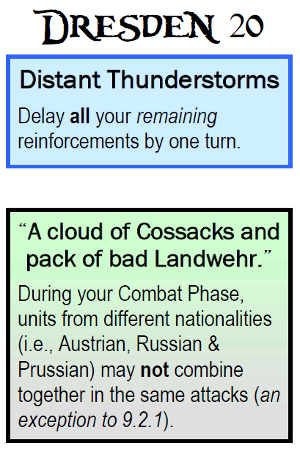 DRESDEN 20
Distant Thunderstorms
Delay all your remaining
reinforcements by one turn.
“A cloud of Cossacks and
pack of bad Landwehr.”
During your Combat Phase,
units from different nationalities
(i.e., Austrian, Russian &
Prussian) may not combine
together in the same attacks (an
exception to 9.2.1).